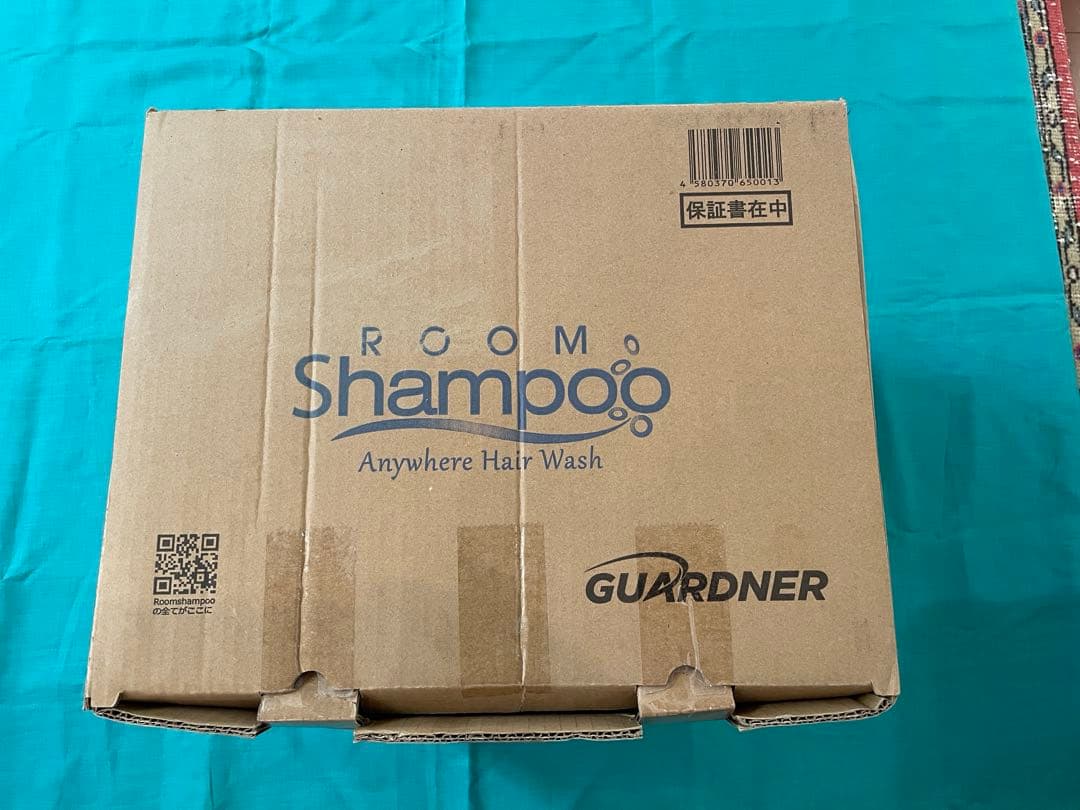 4 580370 650013
保証書在中
ROOM
Shampoo
Anywhere Hair Wash
Roomshampoo
の全てがここに
GUARDNER